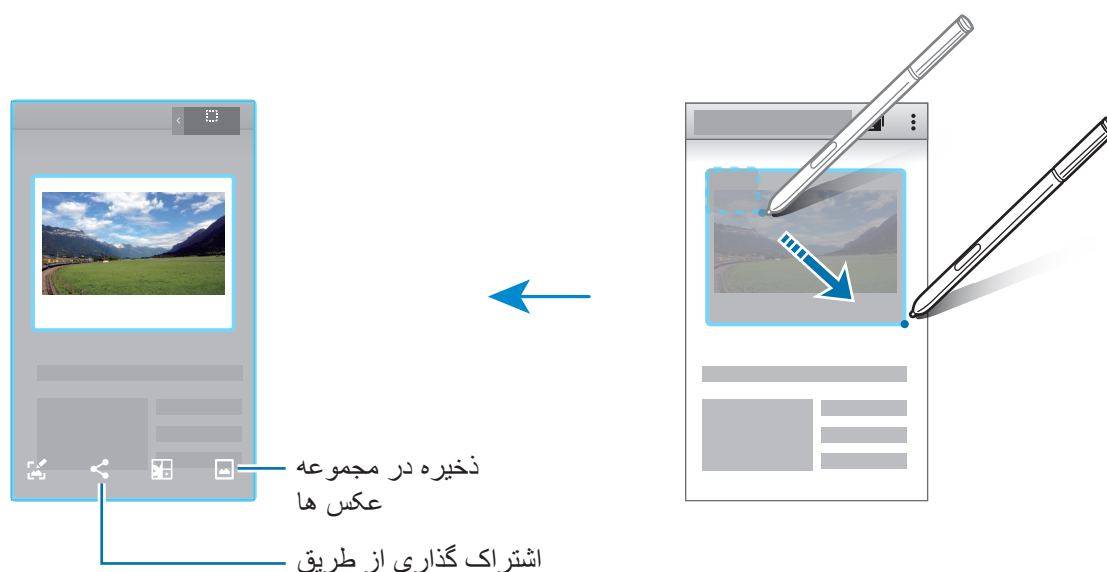 ذخیره در مجموعه
عکس ها
اشتراک گذاری از طریق